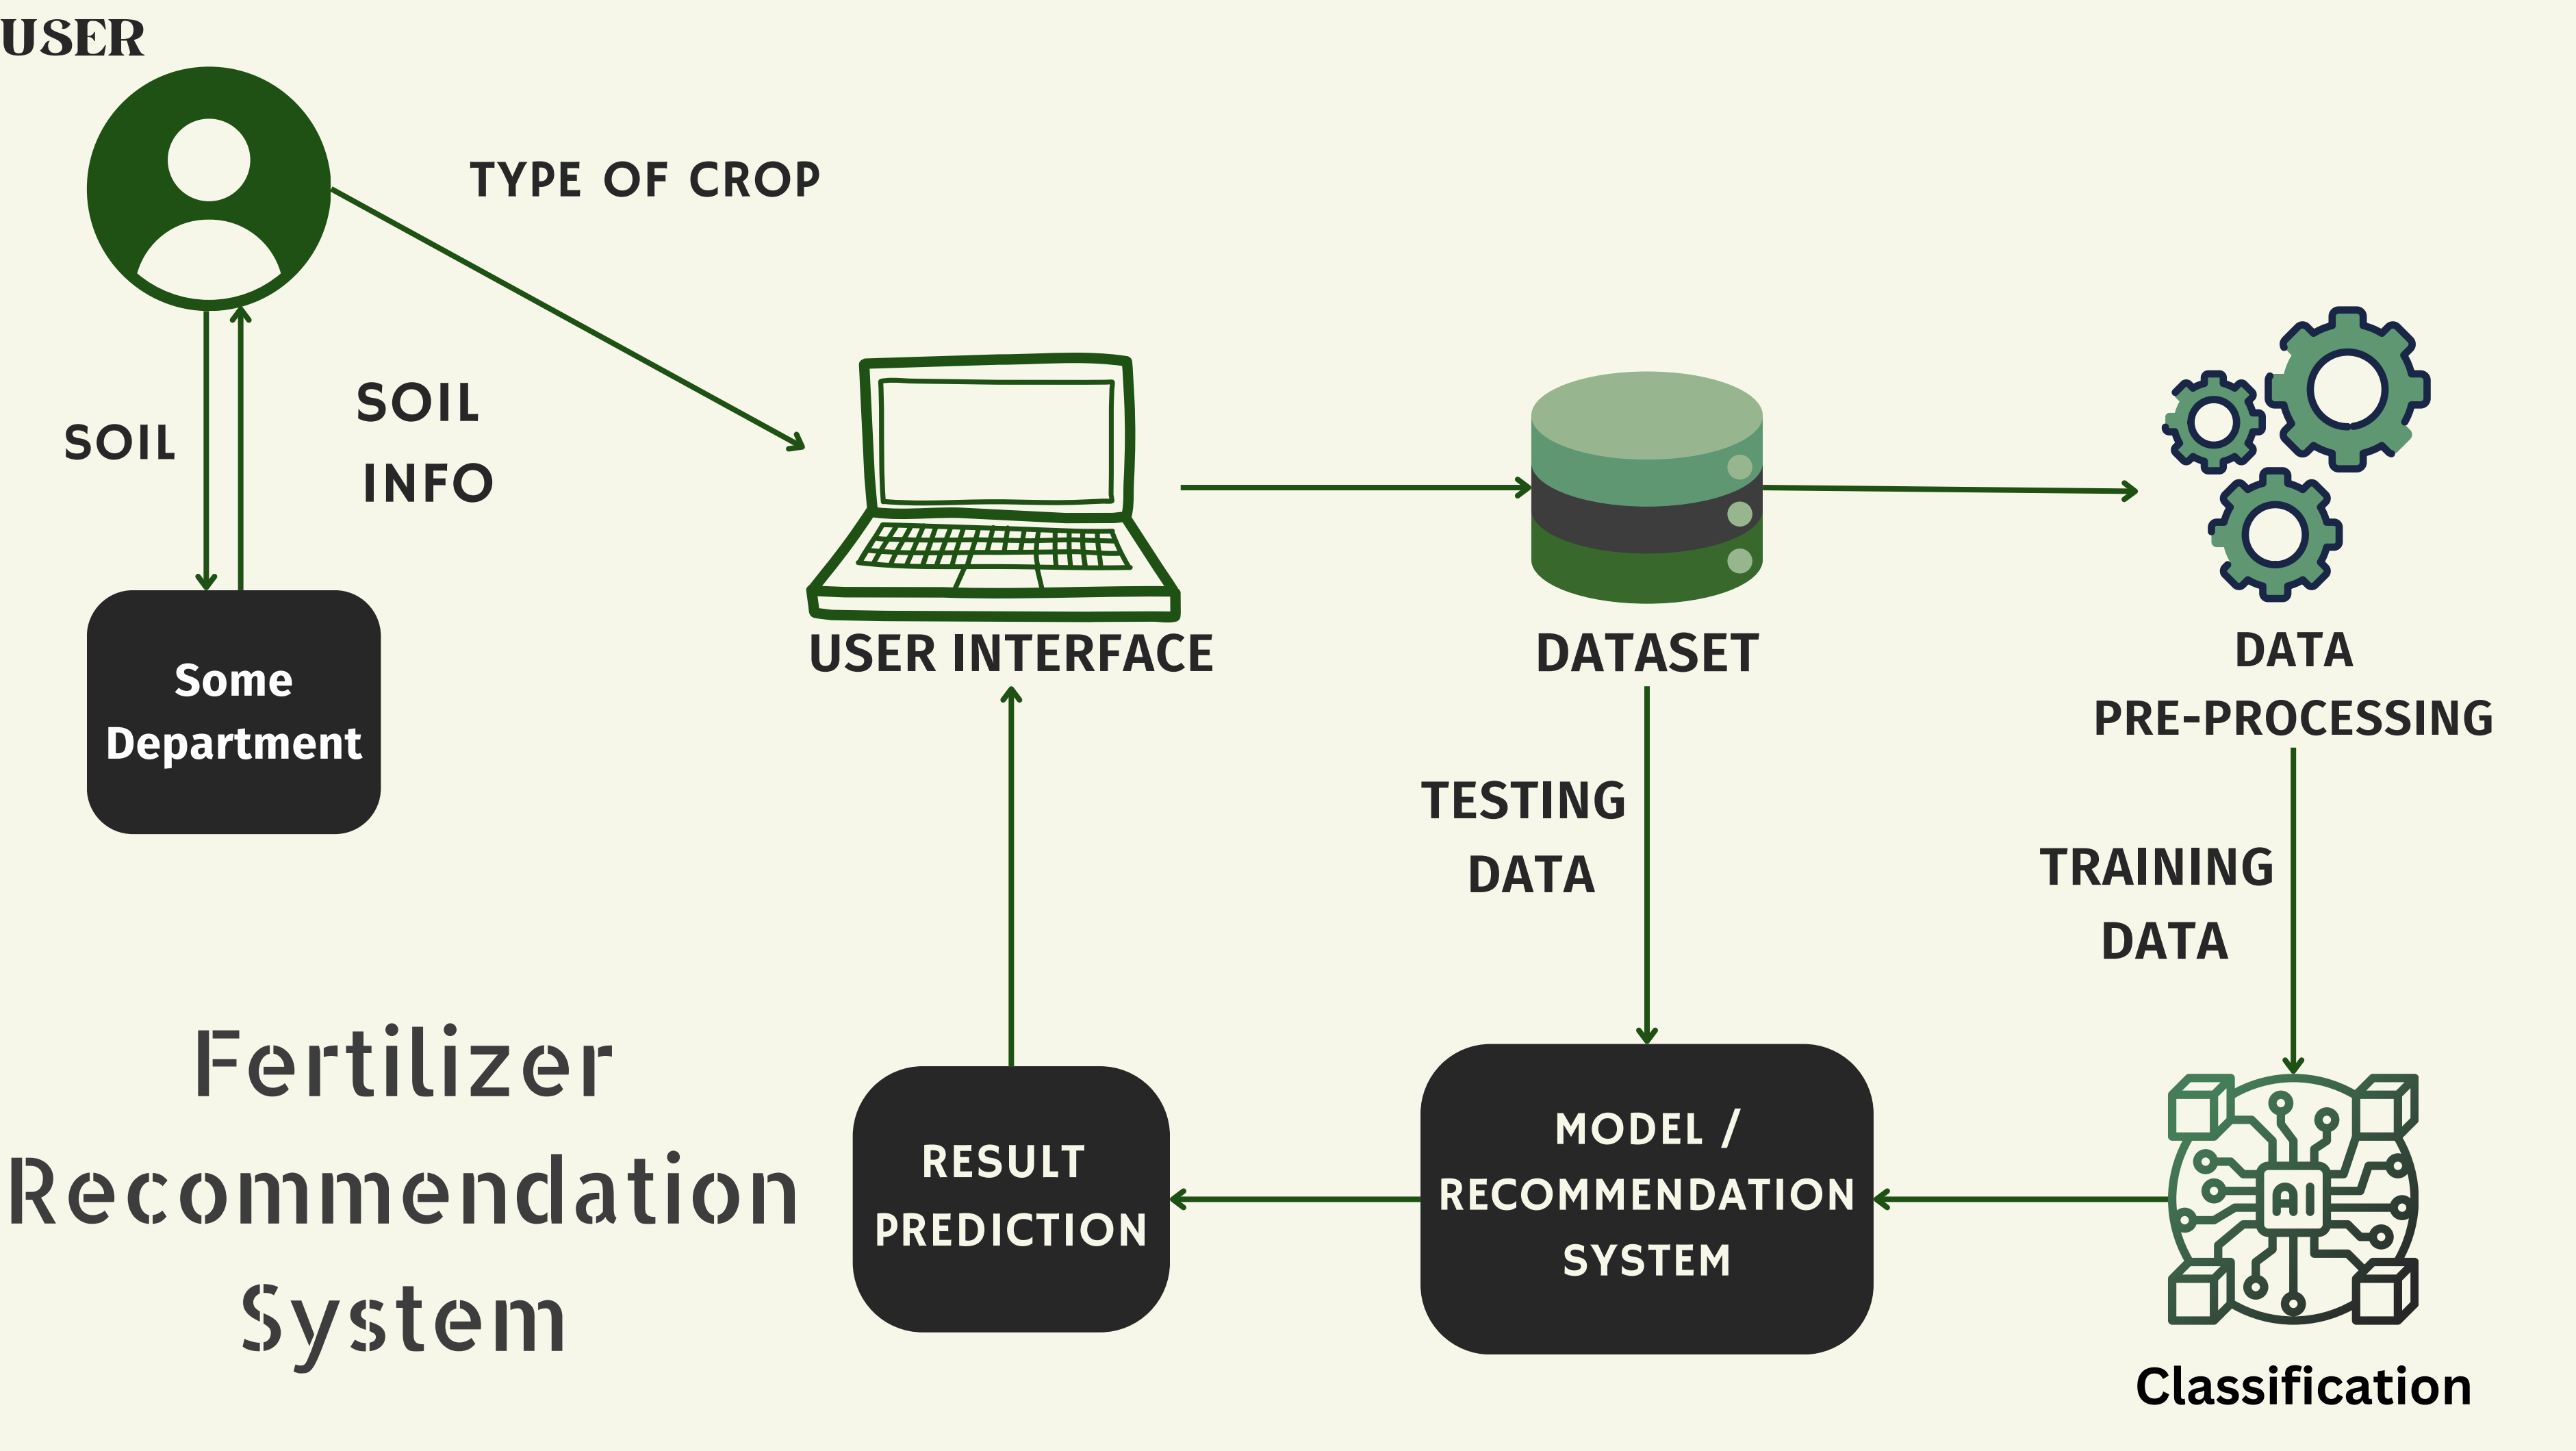 USER
TYPE OF CROP
SOIL
SOIL
INFO
Some
Department
USER INTERFACE
DATASET
DATA
PRE-PROCESSING
TESTING
DATA
TRAINING
DATA
Fertilizer
Recommendation
System
RESULT
PREDICTION
MODEL /
RECOMMENDATION
SYSTEM
AI
Classification